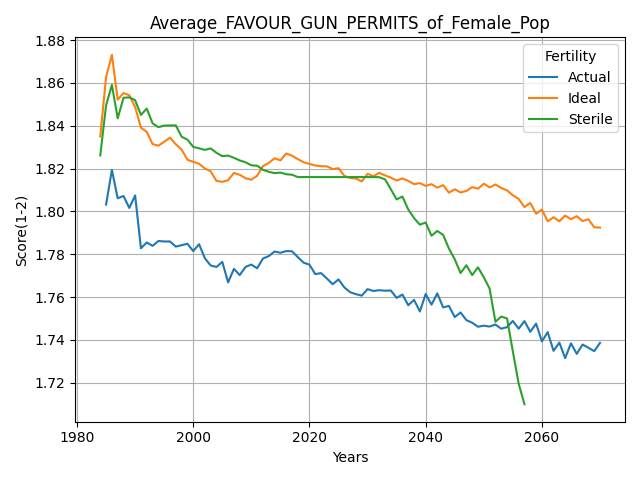 Average_FAVOUR_GUN_PERMITS_of_Female_Pop
Fertility
Actual
Ideal
Sterile
Score(1-2)
1.88
1.86
1.84
1.82
1.80
1.78
1.76
1.74
1.72
1980
2000
2020
2040
2060
Years